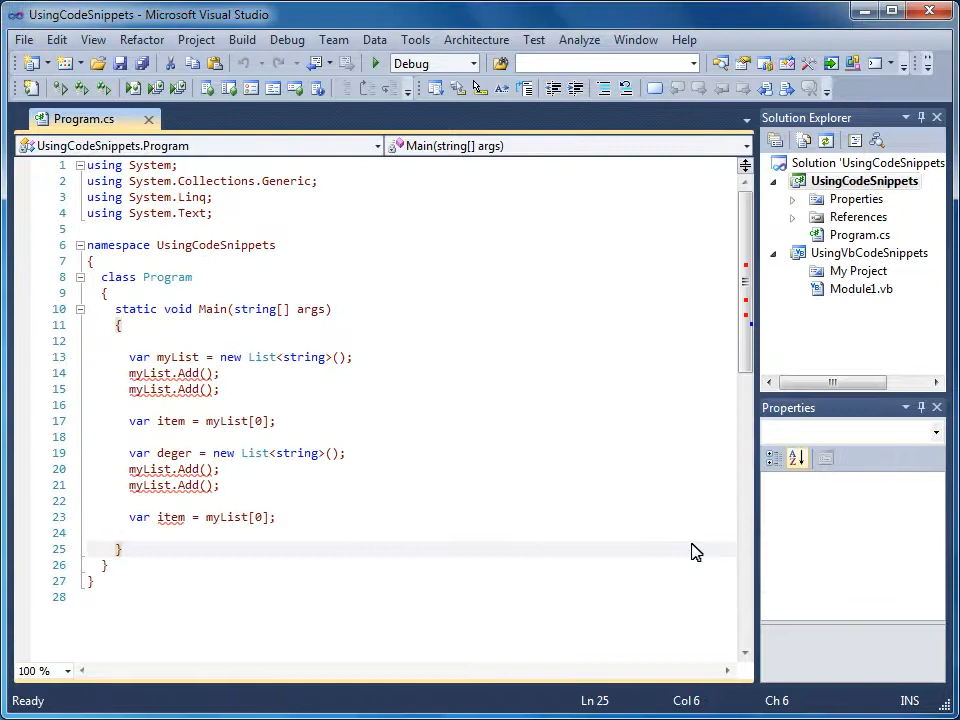 UsingCodeSnippets - Microsoft Visual Studio
File Edit View Refactor Project Build Debug Team Data Tools Architecture Test Analyze Window Help
Debug
Program.cs
UsingCodeSnippets.Program
Main(string[] args)
1 using System;
2 using System.Collections.Generic;
3 using System.Linq;
4 using System.Text;
5
6 namespace UsingCodeSnippets
7 {
8 class Program
9 {
10 static void Main(string[] args)
11 {
12
13 var myList = new List<string>();
14 myList.Add();
15 myList.Add();
16
17 var item = myList[0];
18
19 var deger = new List<string>();
20 myList.Add();
21 myList.Add();
22
23 var item = myList[0];
24
25 }
26 }
27 }
28
100 %
Solution Explorer
Solution 'UsingCodeSnippets
UsingCodeSnippets
Properties
References
Program.cs
UsingVbCodeSnippets
My Project
Module1.vb
Properties
Ready Ln 25 Col 6 Ch 6 INS